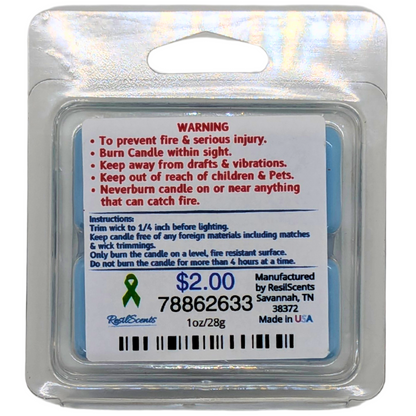 WARNING
• To prevent fire & serious injury.
• Burn Candle within sight.
• Keep away from drafts & vibrations.
• Keep out of reach of children & Pets.
• Neverburn candle on or near anything
that can catch fire.
Instructions:
Trim wick to 1/4 inch before lighting.
Keep candle free of any foreign materials including matches
& wick trimmings.
Only burn the candle on a level, fire resistant surface.
Do not burn the candle for more than 4 hours at a time.
$2.00
78862633
1oz/28g
ResilScents
Manufactured
by ResilScents
Savannah, TN
38372
Made in USA